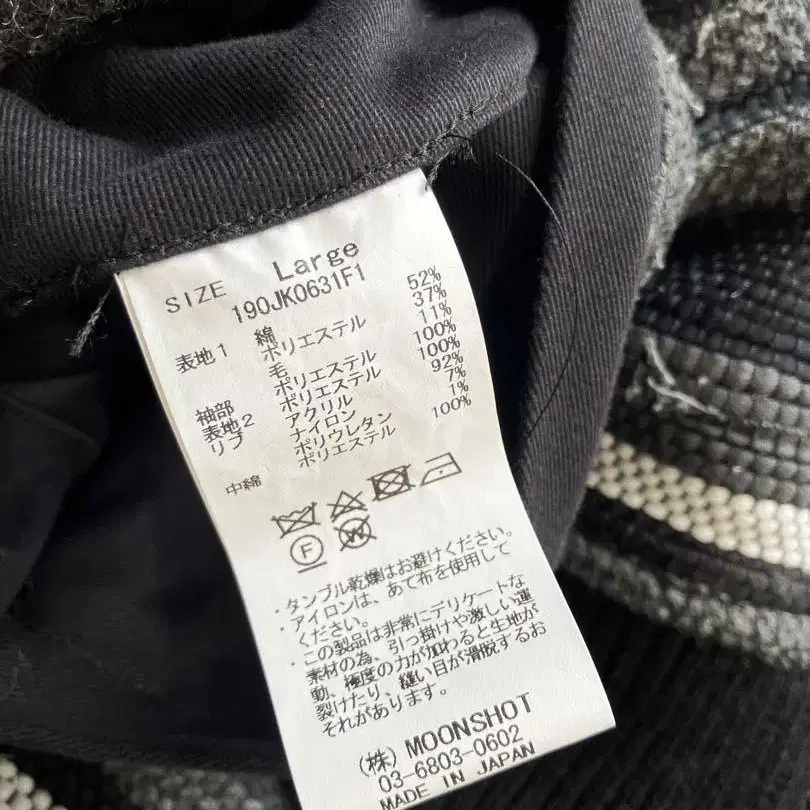 SIZE Large
190JK0631F1
表地1 綿 52%
ポリエステル 37%
毛 11%
袖部 ポリエステル 100%
表地2 ポリエステル 100%
リブ アクリル 92%
ナイロン 7%
ポリウレタン 1%
中綿 ポリエステル 100%
F W
・タンブル乾燥はお避けください。
・アイロンは、あて布を使用して
ください。
・この製品は非常にデリケートな
素材の為、引っ掛けや激しい運
動、極度の力が加わると生地が
裂けたり、縫い目が滑脱するお
それがあります。
(株) MOONSHOT
03-6803-0602
MADE IN JAPAN